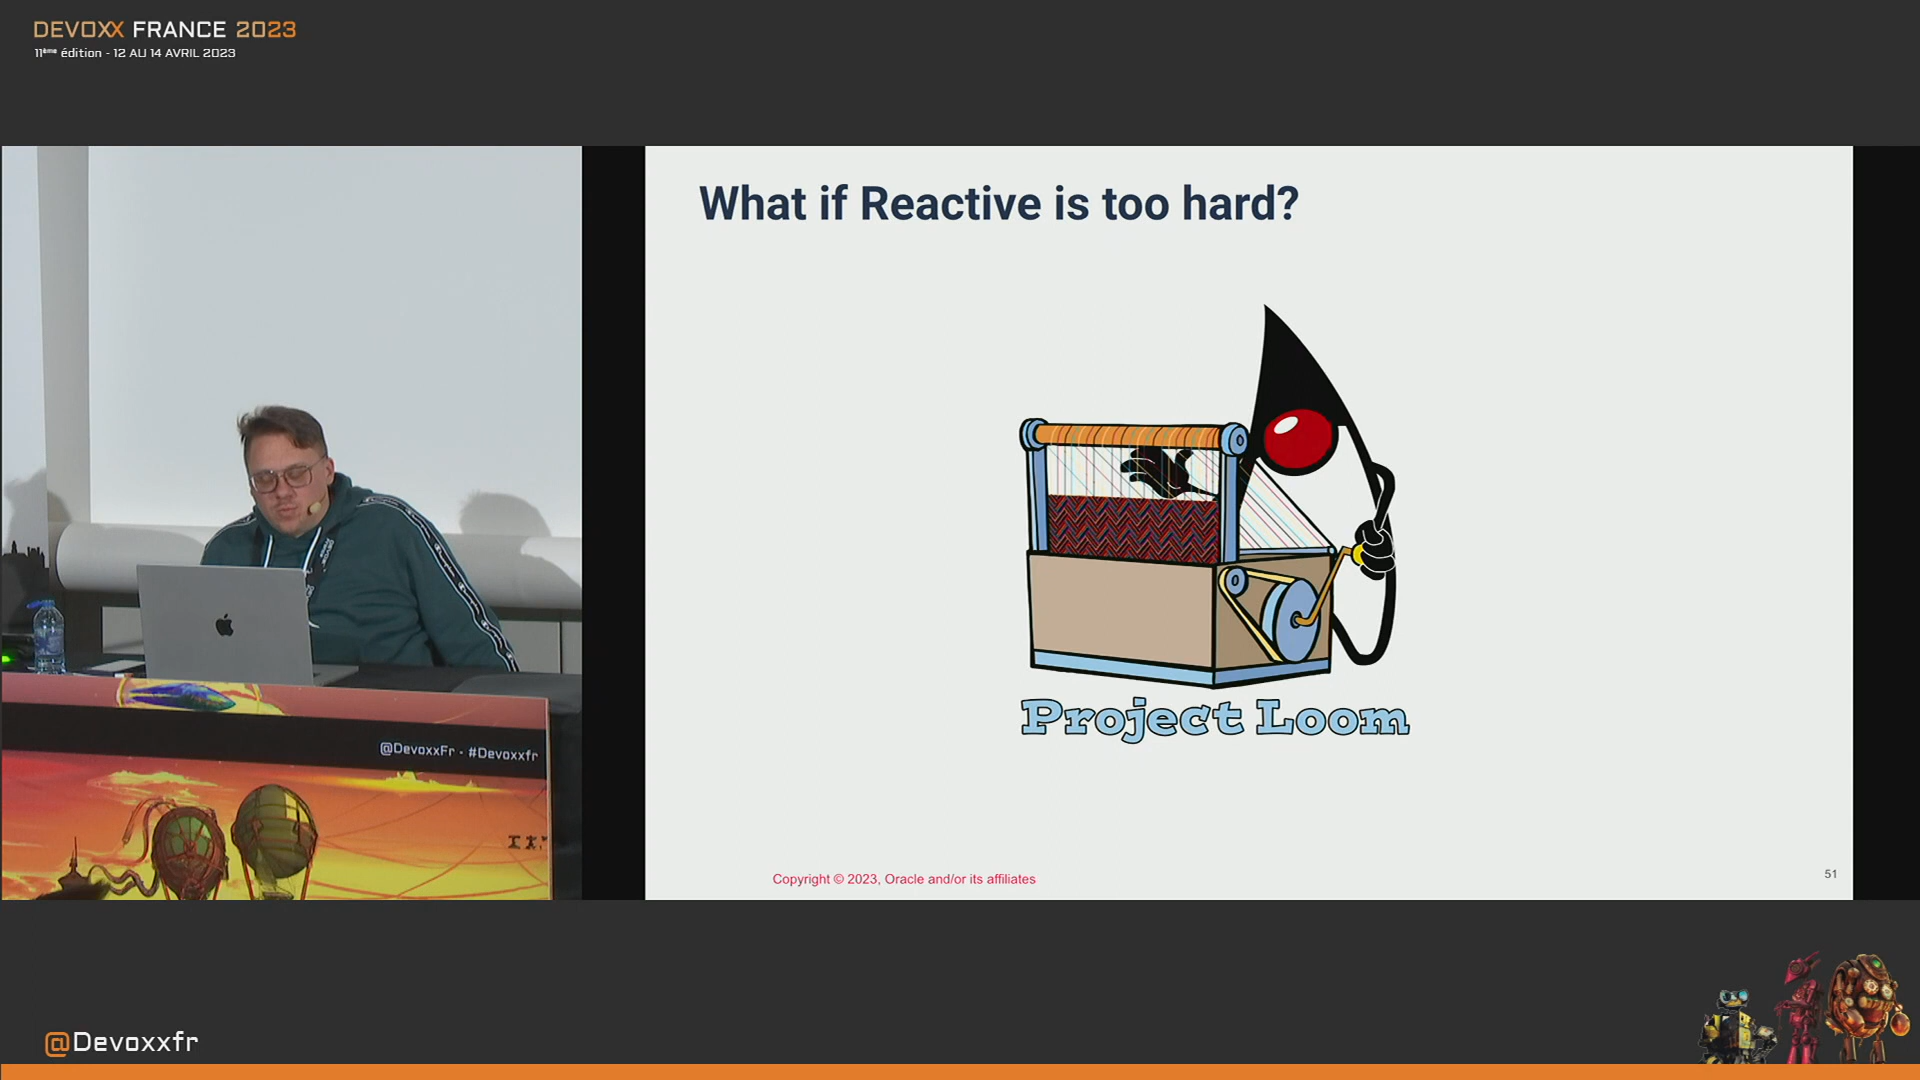 DEVOXX FRANCE 2023
11ème édition - 12 AU 14 AVRIL 2023
What if Reactive is too hard?
Project Loom
@DevoxxFr - #Devoxxfr
Copyright © 2023, Oracle and/or its affiliates
51
@Devoxxfr